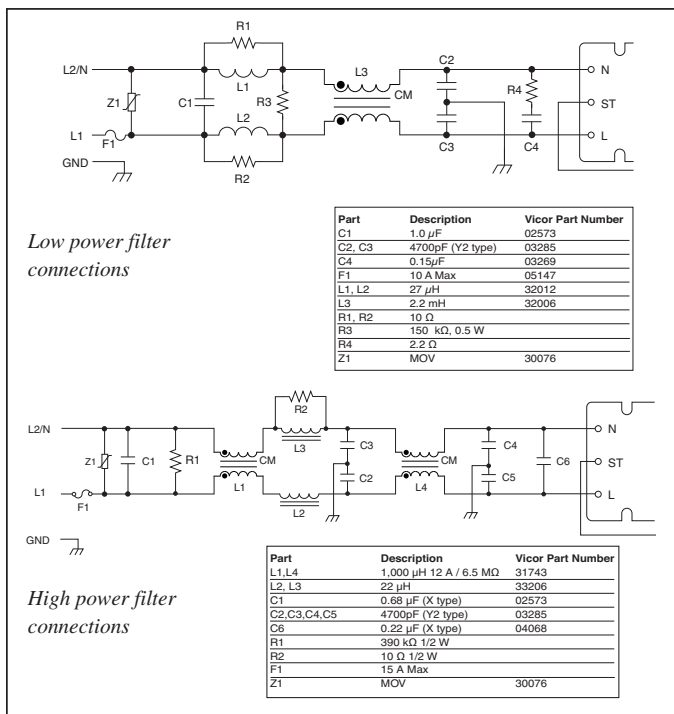 R1
L2/N
L1
L3
C2
N
Z1
C1
R3
CM
R4
ST
L2
L1
F1
L
R2
C3
C4
GND
Low power filter
connections
Part Description Vicor Part Number
C1 1.0 µF 02573
C2, C3 4700pF (Y2 type) 03285
C4 0.15µF 03269
F1 10 A Max 05147
L1, L2 27 µH 32012
L3 2.2 mH 32006
R1, R2 10 Ω
R3 150 kΩ, 0.5 W
R4 2.2 Ω
Z1 MOV 30076
R2
L2/N
N
L3
C3
C4
Z1
C1
R1
CM
CM
C6
ST
C2
C5
L1
L1
L4
L
F1
L2
GND
High power filter
connections
Part Description Vicor Part Number
L1,L4 1,000 µH 12 A / 6.5 MΩ 31743
L2, L3 22 µH 33206
C1 0.68 µF (X type) 02573
C2,C3,C4,C5 4700pF (Y2 type) 03285
C6 0.22 µF (X type) 04068
R1 390 kΩ 1/2 W
R2 10 Ω 1/2 W
F1 15 A Max
Z1 MOV 30076